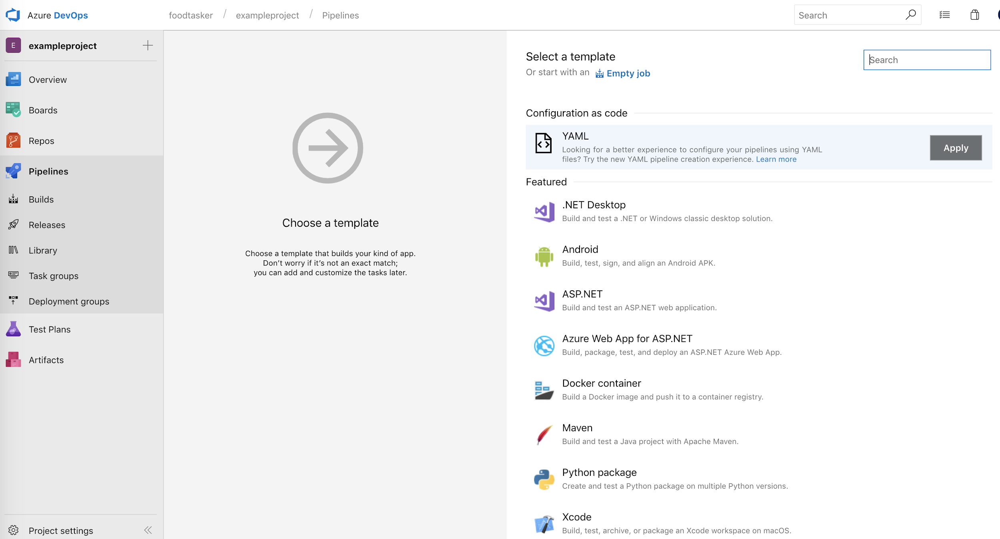 Azure DevOps
foodtasker / exampleproject / Pipelines
Search
E exampleproject
Overview
Boards
Repos
Pipelines
Builds
Releases
Library
Task groups
Deployment groups
Test Plans
Artifacts
Project settings
Choose a template
Choose a template that builds your kind of app.
Don’t worry if it’s not an exact match;
you can add and customize the tasks later.
Select a template
Search
Or start with an Empty job
Configuration as code
YAML
Looking for a better experience to configure your pipelines using YAML
files? Try the new YAML pipeline creation experience. Learn more
Apply
Featured
.NET Desktop
Build and test a .NET or Windows classic desktop solution.
Android
Build, test, sign, and align an Android APK.
ASP.NET
Build and test an ASP.NET web application.
Azure Web App for ASP.NET
Build, package, test, and deploy an ASP.NET Azure Web App.
Docker container
Build a Docker image and push it to a container registry.
Maven
Build and test a Java project with Apache Maven.
Python package
Create and test a Python package on multiple Python versions.
Xcode
Build, test, archive, or package an Xcode workspace on macOS.